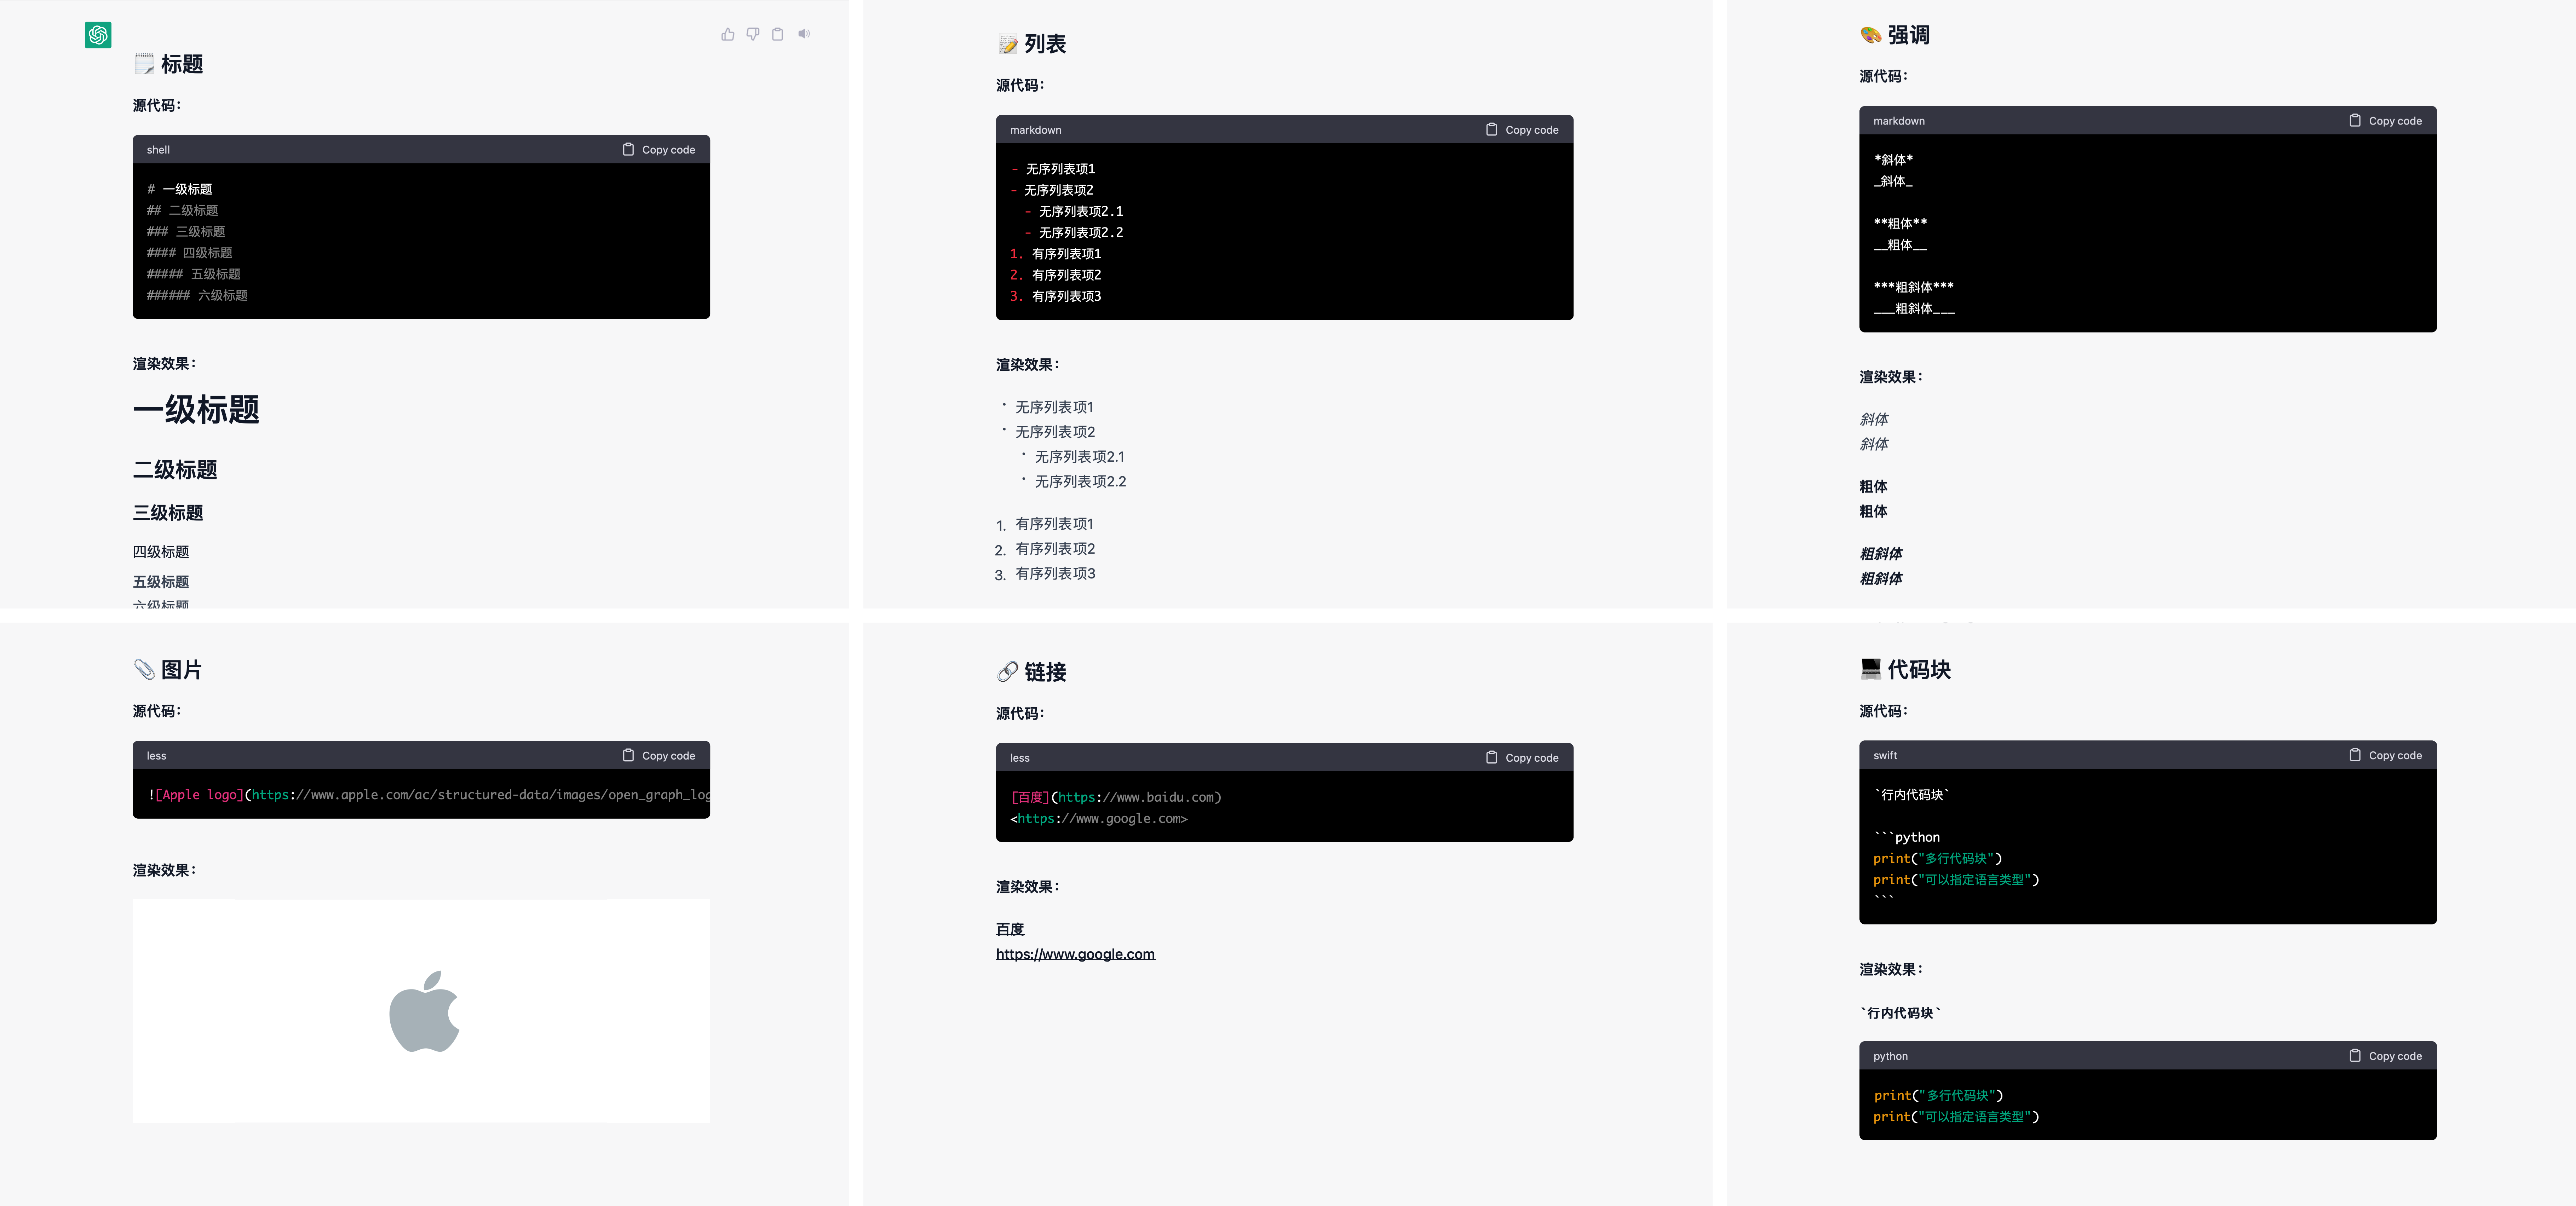 标题
源代码：
shell
Copy code
# 一级标题
## 二级标题
### 三级标题
#### 四级标题
##### 五级标题
###### 六级标题
渲染效果：
一级标题
二级标题
三级标题
四级标题
五级标题
六级标题
列表
源代码：
markdown
Copy code
- 无序列表项1
- 无序列表项2
  - 无序列表项2.1
  - 无序列表项2.2
1. 有序列表项1
2. 有序列表项2
3. 有序列表项3
渲染效果：
• 无序列表项1
• 无序列表项2
• 无序列表项2.1
• 无序列表项2.2
1. 有序列表项1
2. 有序列表项2
3. 有序列表项3
强调
源代码：
markdown
Copy code
*斜体*
_斜体_
**粗体**
__粗体__
***粗斜体***
___粗斜体___
渲染效果：
斜体
斜体
粗体
粗体
粗斜体
粗斜体
图片
源代码：
less
Copy code
![Apple logo](https://www.apple.com/ac/structured-data/images/open_graph_log
渲染效果：
链接
源代码：
less
Copy code
[百度](https://www.baidu.com)
<https://www.google.com>
渲染效果：
百度
https://www.google.com
代码块
源代码：
swift
Copy code
`行内代码块`
```python
print("多行代码块")
print("可以指定语言类型")
```
渲染效果：
`行内代码块`
python
Copy code
print("多行代码块")
print("可以指定语言类型")